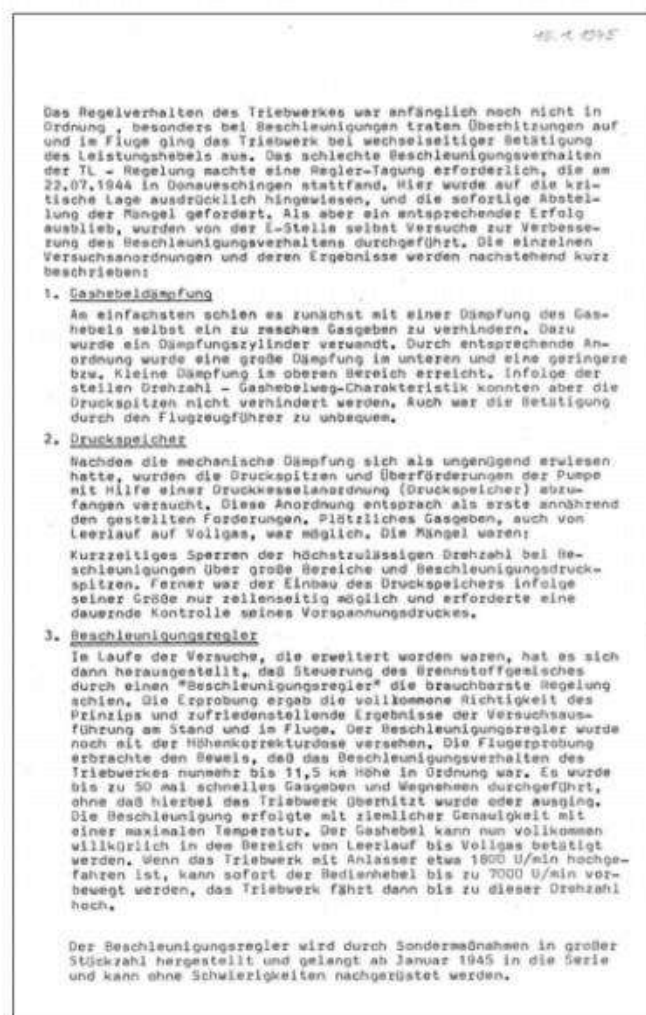 15.1.1945
Das Regelverhalten des Triebwerkes war anfänglich noch nicht in
Ordnung , besonders bei Beschleunigungen traten Überhitzungen auf
und im Fluge ging das Triebwerk bei wechselseitiger Betätigung
des Leistungshebels aus. Das schlechte Beschleunigungsverhalten
der TL - Regelung machte eine Regler-Tagung erforderlich, die am
22.07.1944 in Donaueschingen stattfand. Hier wurde auf die kri-
tische Lage ausdrücklich hingewiesen, und die sofortige Abstel-
lung der Mängel gefordert. Als aber ein entsprechender Erfolg
ausblieb, wurden von der E-Stelle selbst Versuche zur Verbesse-
rung des Beschleunigungsverhaltens durchgeführt. Die einzelnen
Versuchsanordnungen und deren Ergebnisse werden nachstehend kurz
beschrieben:
1. Gashebeldämpfung
Am einfachsten schien es zunächst mit einer Dämpfung des Gas-
hebels selbst ein zu rasches Gasgeben zu verhindern. Dazu
wurde ein Dämpfungszylinder verwandt. Durch entsprechende An-
ordnung wurde eine große Dämpfung im unteren und eine geringere
bzw. Kleine Dämpfung im oberen Bereich erreicht. Infolge der
steilen Drehzahl - Gashebelweg-Charakteristik konnten aber die
Druckspitzen nicht verhindert werden. Auch war die Betätigung
durch den Flugzeugführer zu unbequem.
2. Druckspeicher
Nachdem die mechanische Dämpfung sich als ungenügend erwiesen
hatte, wurden die Druckspitzen und Überförderungen der Pumpe
mit Hilfe einer Druckkesselanordnung (Druckspeicher) abzu-
fangen versucht. Diese Anordnung entsprach als erste annährend
den gestellten Forderungen. Plötzliches Gasgeben, auch von
Leerlauf auf Vollgas, war möglich. Die Mängel waren:
Kurzzeitiges Sperren der höchstzulässigen Drehzahl bei Be-
schleunigungen über große Bereiche und Beschleunigungsdruck-
spitzen. Ferner war der Einbau des Druckspeichers infolge
seiner Größe nur zellenseitig möglich und erforderte eine
dauernde Kontrolle seines Vorspannungsdruckes.
3. Beschleunigungsregler
Im Laufe der Versuche, die erweitert worden waren, hat es sich
dann herausgestellt, daß Steuerung des Brennstoffgemisches
durch einen "Beschleunigungsregler" die brauchbarste Regelung
schien. Die Erprobung ergab die vollkommene Richtigkeit des
Prinzips und zufriedenstellende Ergebnisse der Versuchsaus-
führung am Stand und im Fluge. Der Beschleunigungsregler wurde
noch mit der Höhenkorrekturdose versehen. Die Flugerprobung
erbrachte den Beweis, daß das Beschleunigungsverhalten des
Triebwerkes nunmehr bis 11,5 km Höhe in Ordnung war. Es wurde
bis zu 50 mal schnelles Gasgeben und Wegnehmen durchgeführt,
ohne daß hierbei das Triebwerk überhitzt wurde oder ausging.
Die Beschleunigung erfolgte mit ziemlicher Genauigkeit mit
einer maximalen Temperatur. Der Gashebel kann nun vollkommen
willkürlich in dem Bereich von Leerlauf bis Vollgas betätigt
werden. Wenn das Triebwerk mit Anlasser etwa 1800 U/min hochge-
fahren ist, kann sofort der Bedienhebel bis zu 7000 U/min vor-
bewegt werden, das Triebwerk fährt dann bis zu dieser Drehzahl
hoch.
Der Beschleunigungsregler wird durch Sondermaßnahmen in großer
Stückzahl hergestellt und gelangt ab Januar 1945 in die Serie
und kann ohne Schwierigkeiten nachgerüstet werden.